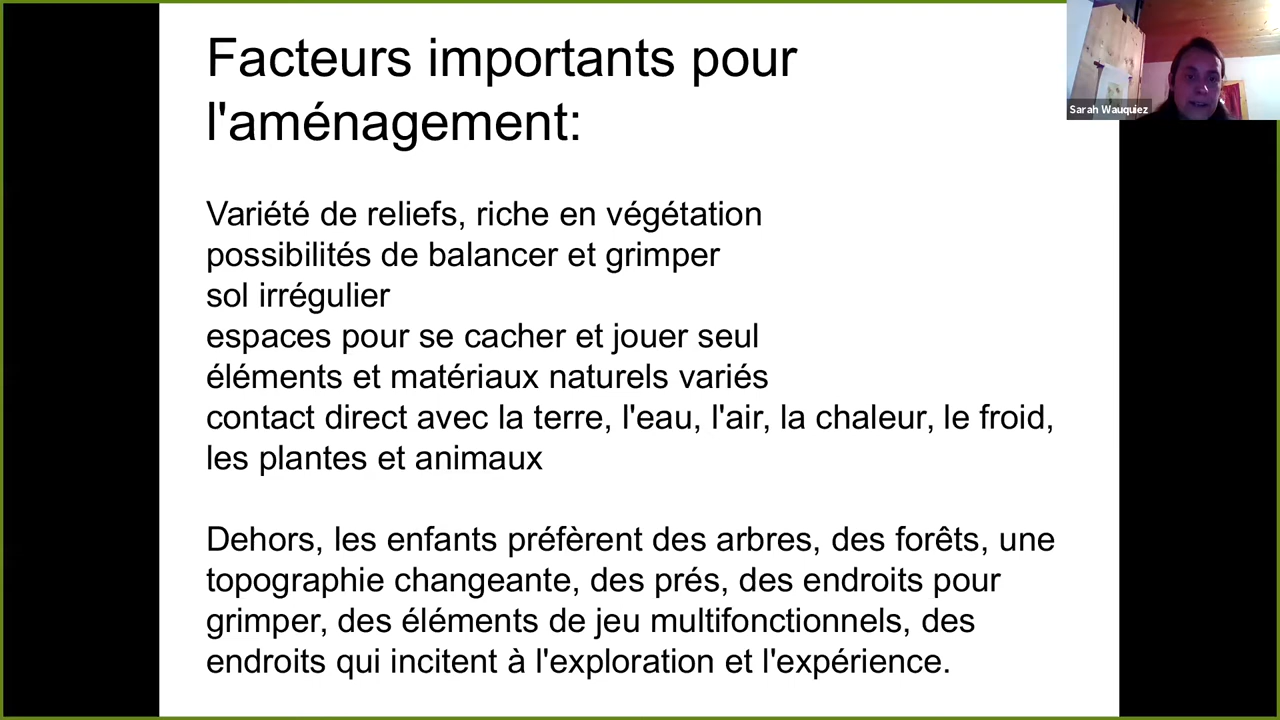 Facteurs importants pour
l'aménagement:
Variété de reliefs, riche en végétation
possibilités de balancer et grimper
sol irrégulier
espaces pour se cacher et jouer seul
éléments et matériaux naturels variés
contact direct avec la terre, l'eau, l'air, la chaleur, le froid,
les plantes et animaux
Dehors, les enfants préfèrent des arbres, des forêts, une
topographie changeante, des prés, des endroits pour
grimper, des éléments de jeu multifonctionnels, des
endroits qui incitent à l'exploration et l'expérience.
Sarah Wauquiez